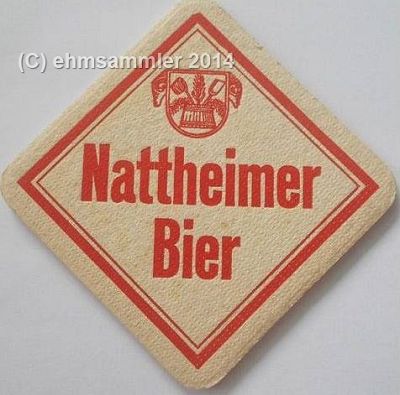 (C) ehmsammler 2014
Nattheimer
Bier